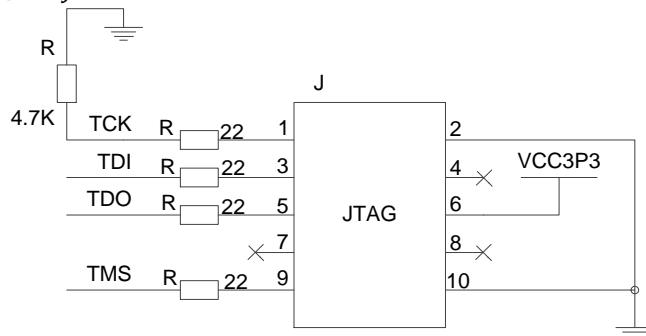 R
J
4.7K
TCK R 22 1 2
TDI R 22 3 4 VCC3P3
TDO R 22 5 JTAG 6
7 8
TMS R 22 9 10